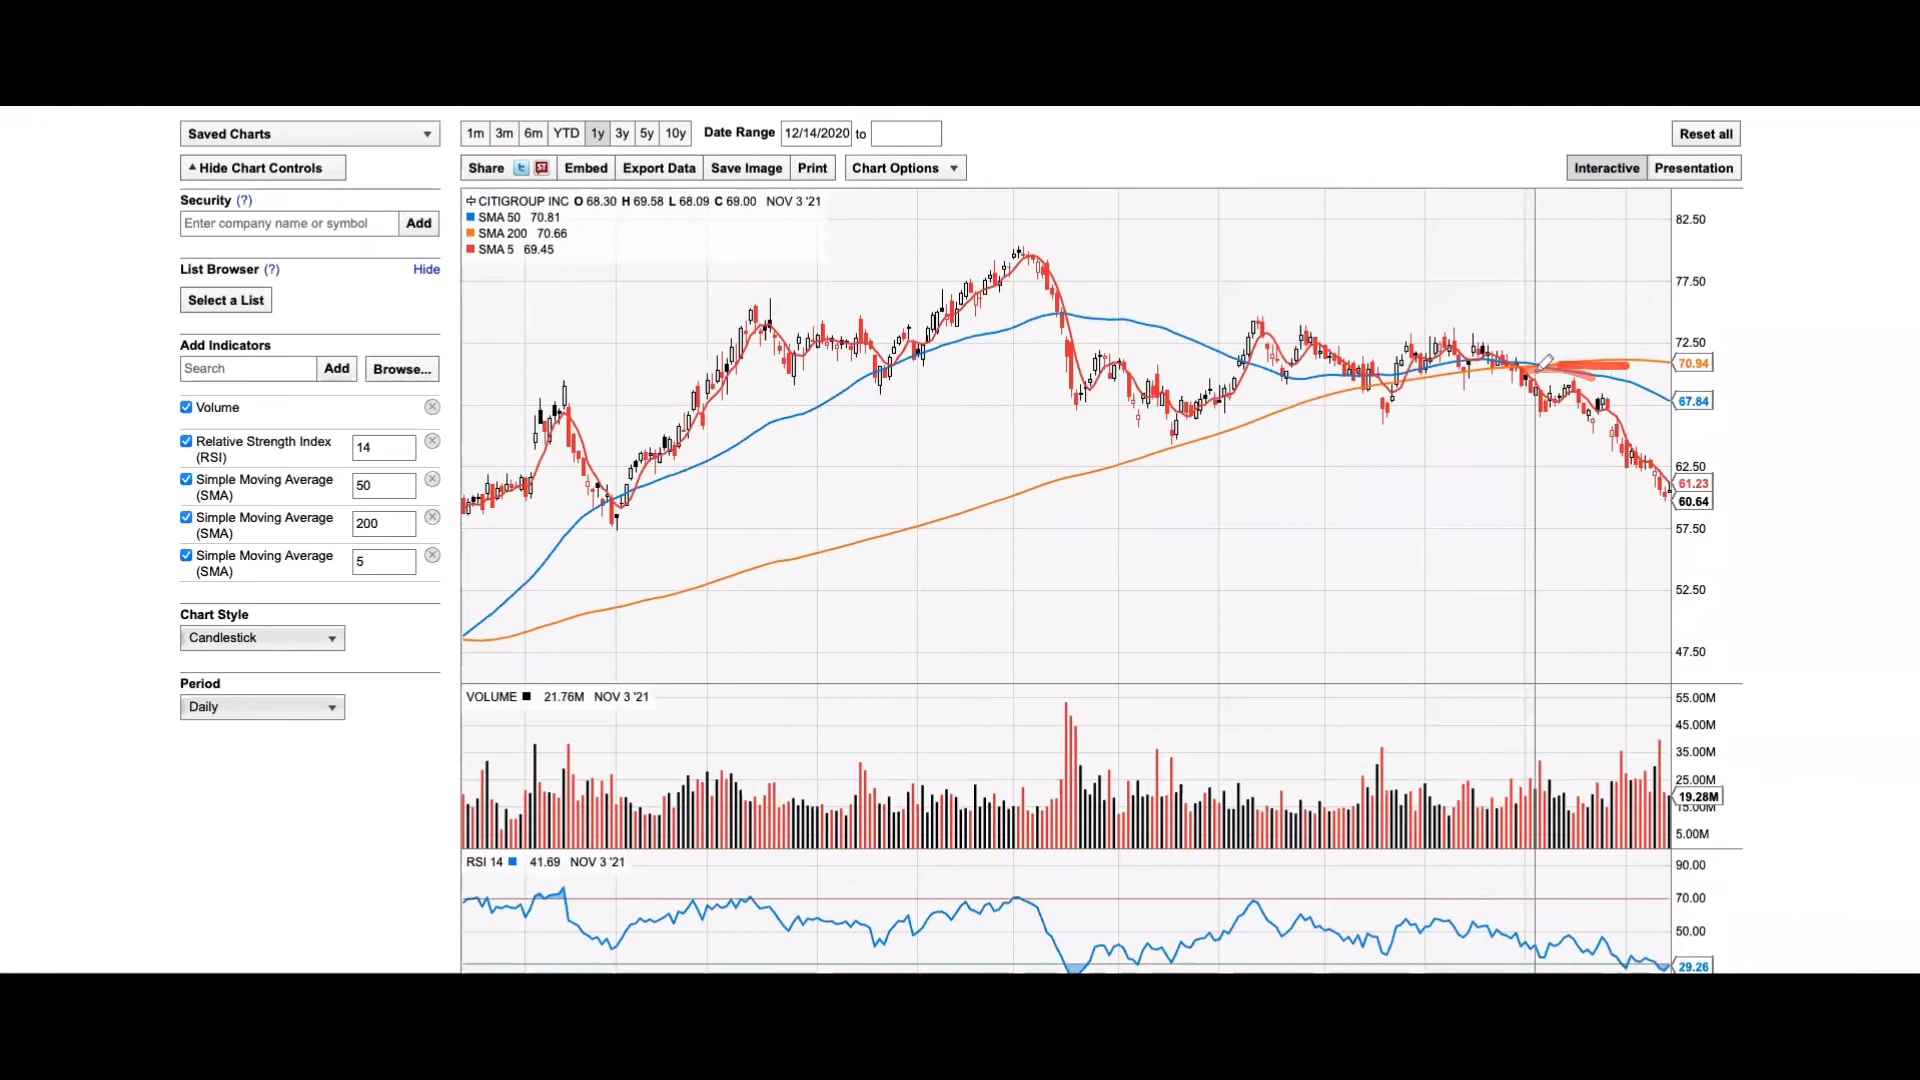 Saved Charts
1m 3m 6m YTD 1y 3y 5y 10y Date Range 12/14/2020 to
Reset all
Hide Chart Controls
Share Embed Export Data Save Image Print Chart Options
Interactive Presentation
Security (?)
Enter company name or symbol Add
List Browser (?) Hide
Select a List
Add Indicators
Search Add Browse...
Volume
Relative Strength Index
(RSI)
14
Simple Moving Average
(SMA)
50
Simple Moving Average
(SMA)
200
Simple Moving Average
(SMA)
5
Chart Style
Candlestick
Period
Daily
CITIGROUP INC O 68.30 H 69.58 L 68.09 C 69.00 NOV 3 '21
SMA 50 70.81
SMA 200 70.66
SMA 5 69.45
82.50
77.50
72.50
70.94
67.84
62.50
61.23
60.64
57.50
52.50
47.50
VOLUME 21.76M NOV 3 '21
55.00M
45.00M
35.00M
25.00M
19.28M
15.00M
5.00M
RSI 14 41.69 NOV 3 '21
90.00
70.00
50.00
29.26